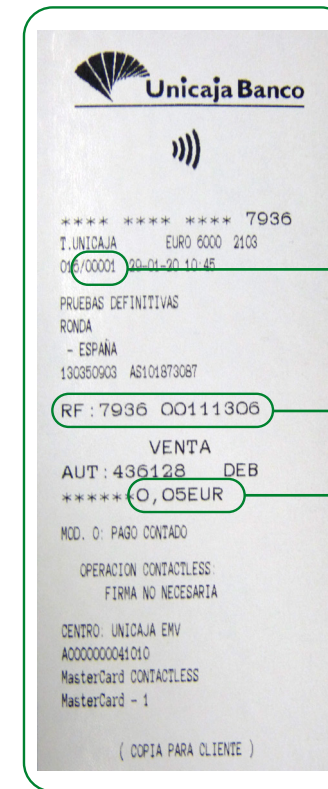 Unicaja Banco
**** **** **** 7936
T.UNICAJA EURO 6000 2103
016/00001 29-01-20 10:45
PRUEBAS DEFINITIVAS
RONDA
- ESPAÑA
130350903 AS101873087
RF:7936 00111306
VENTA
AUT:436128 DEB
******0,05EUR
MOD. 0: PAGO CONTADO
OPERACION CONTACTLESS:
FIRMA NO NECESARIA
CENTRO: UNICAJA EMV
A0000000041010
MasterCard CONTACTLESS
MasterCard - 1
( COPIA PARA CLIENTE )